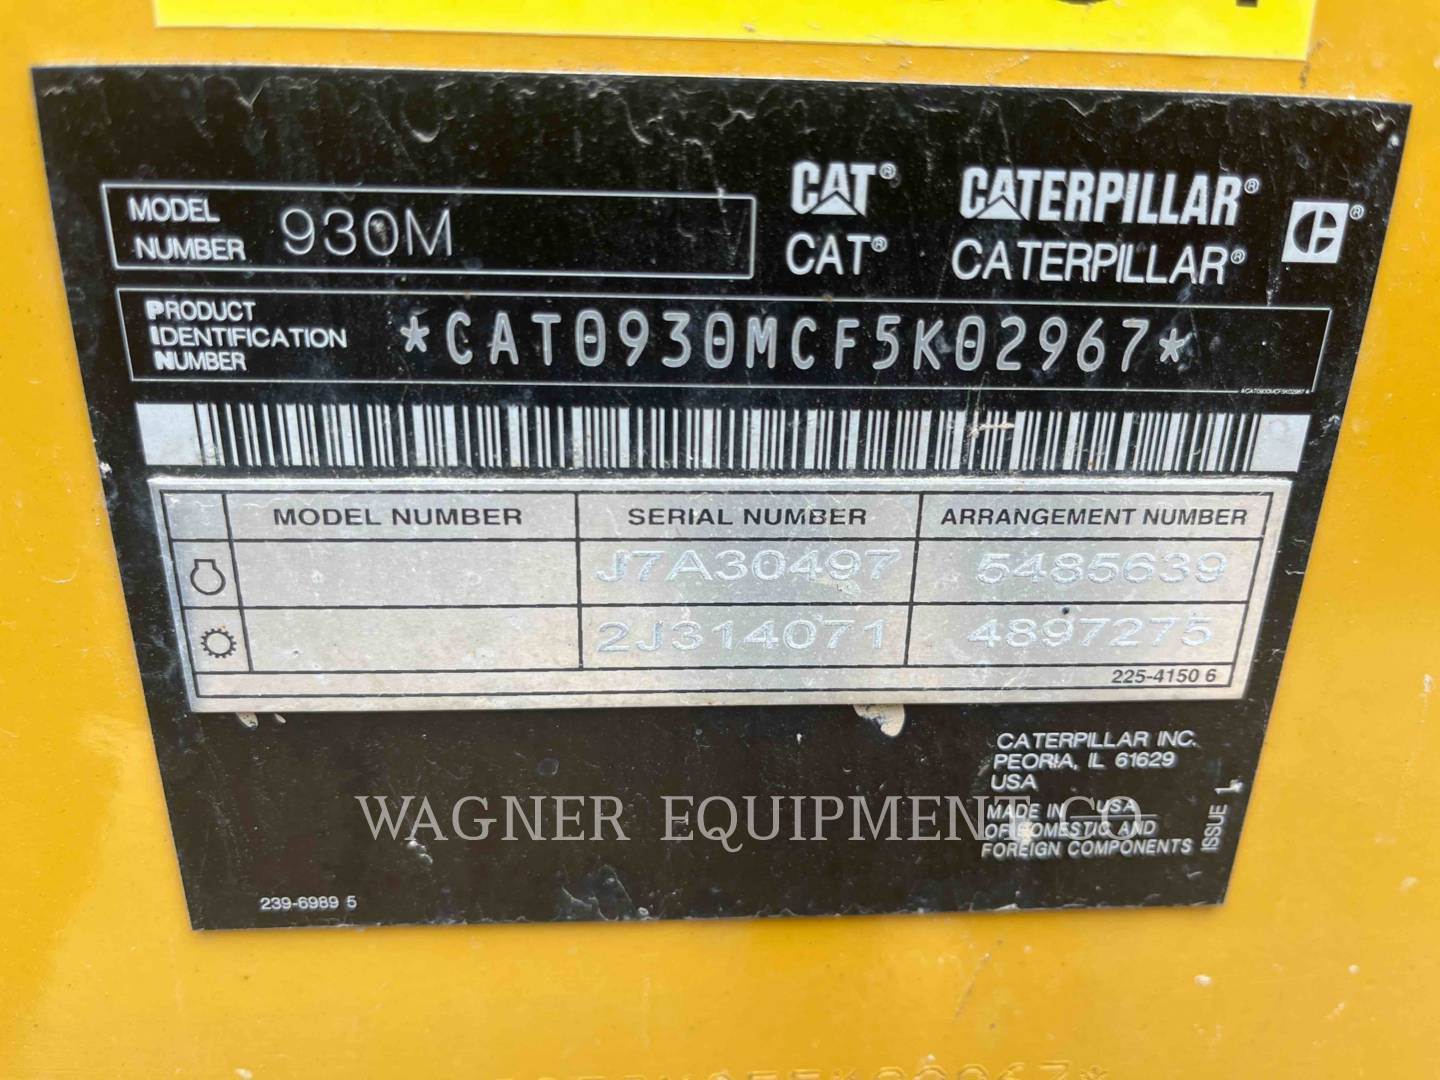 MODEL NUMBER 930M
CAT® CATERPILLAR®
CAT® CATERPILLAR®
PRODUCT IDENTIFICATION NUMBER *CAT0930MCF5K02967*
*CAT0930MCF5K02967*
MODEL NUMBER SERIAL NUMBER ARRANGEMENT NUMBER
J7A30497 5485639
2J314071 4897275
225-4150 6
CATERPILLAR INC.
PEORIA, IL 61629
USA
MADE IN USA
OF DOMESTIC AND
FOREIGN COMPONENTS
ISSUE 1
WAGNER EQUIPMENT CO
239-6989 5